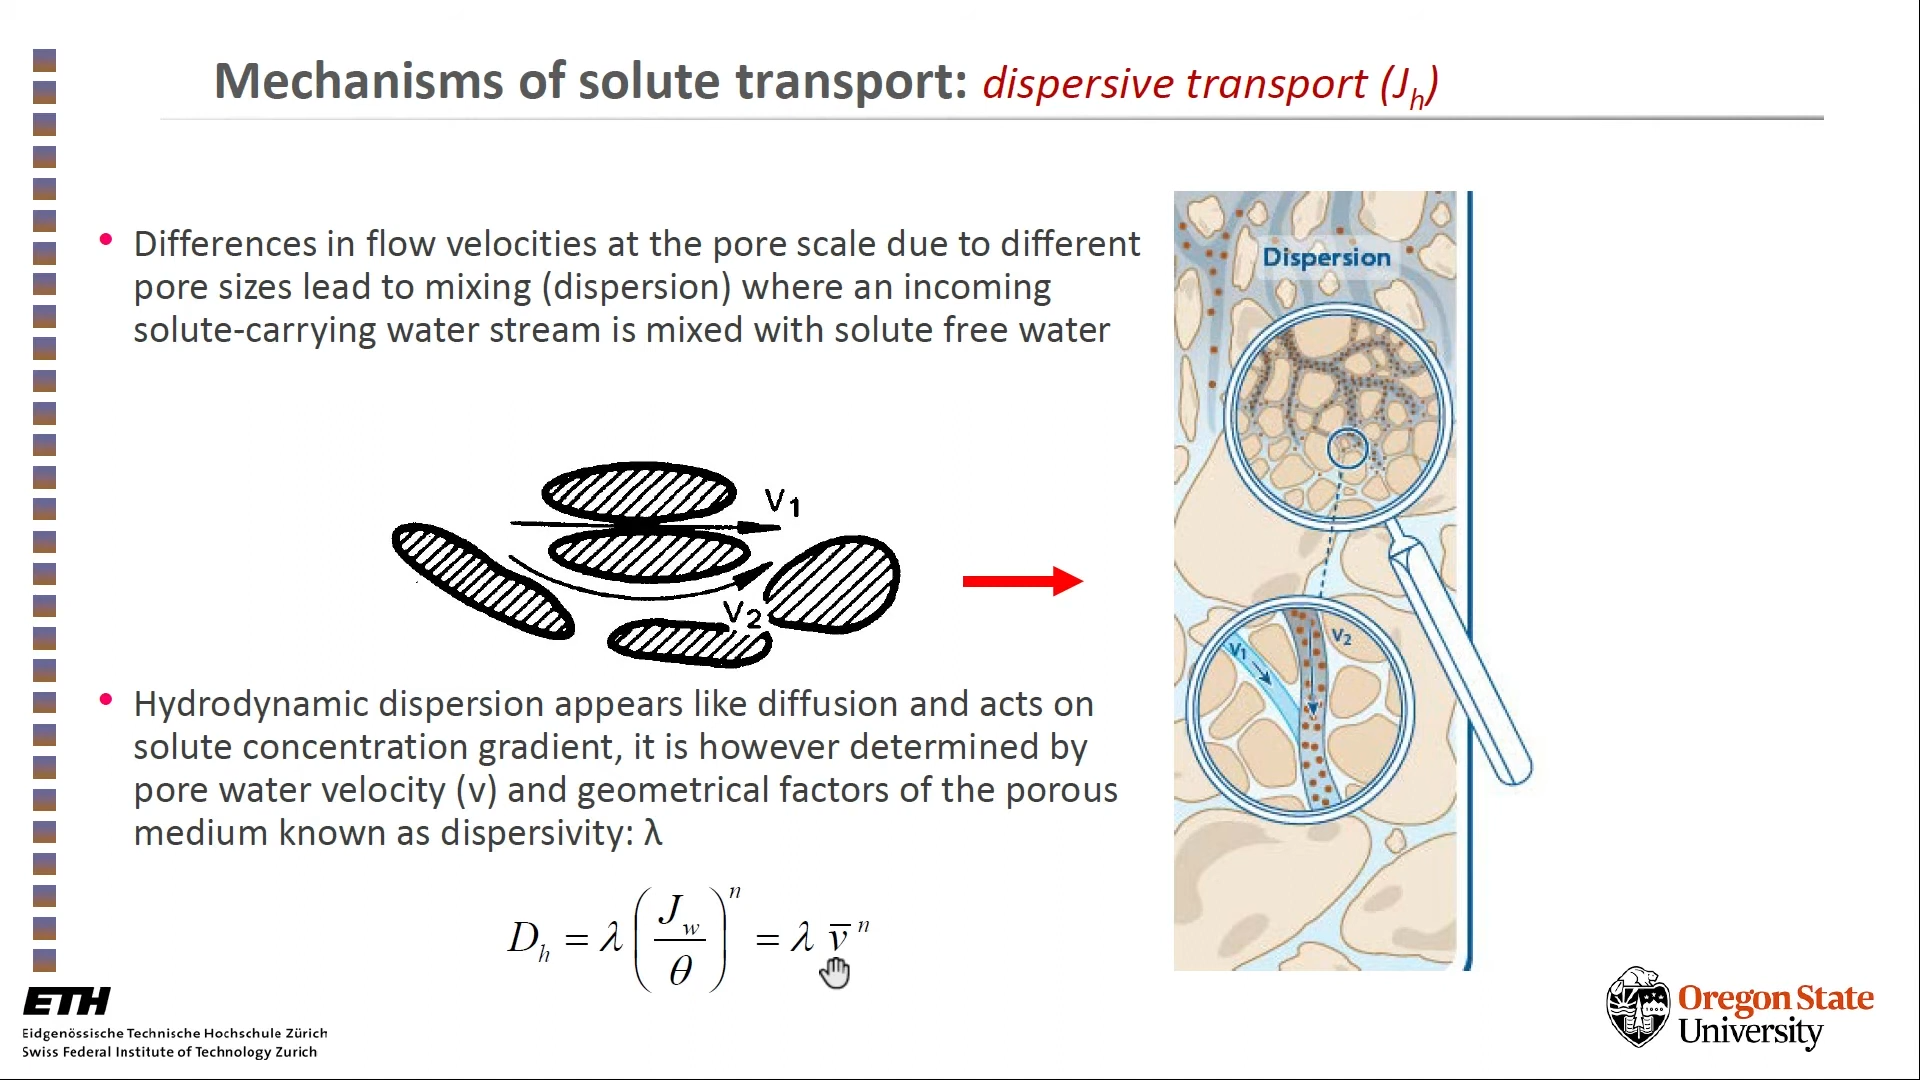 Mechanisms of solute transport: dispersive transport (Jh)
• Differences in flow velocities at the pore scale due to different
pore sizes lead to mixing (dispersion) where an incoming
solute-carrying water stream is mixed with solute free water
V1
V2
• Hydrodynamic dispersion appears like diffusion and acts on
solute concentration gradient, it is however determined by
pore water velocity (v) and geometrical factors of the porous
medium known as dispersivity: λ
D_h = λ (J_w / θ)^n = λ v̅^n
Dispersion
V1
V2
ETH
Eidgenössische Technische Hochschule Zürich
Swiss Federal Institute of Technology Zurich
Oregon State
University